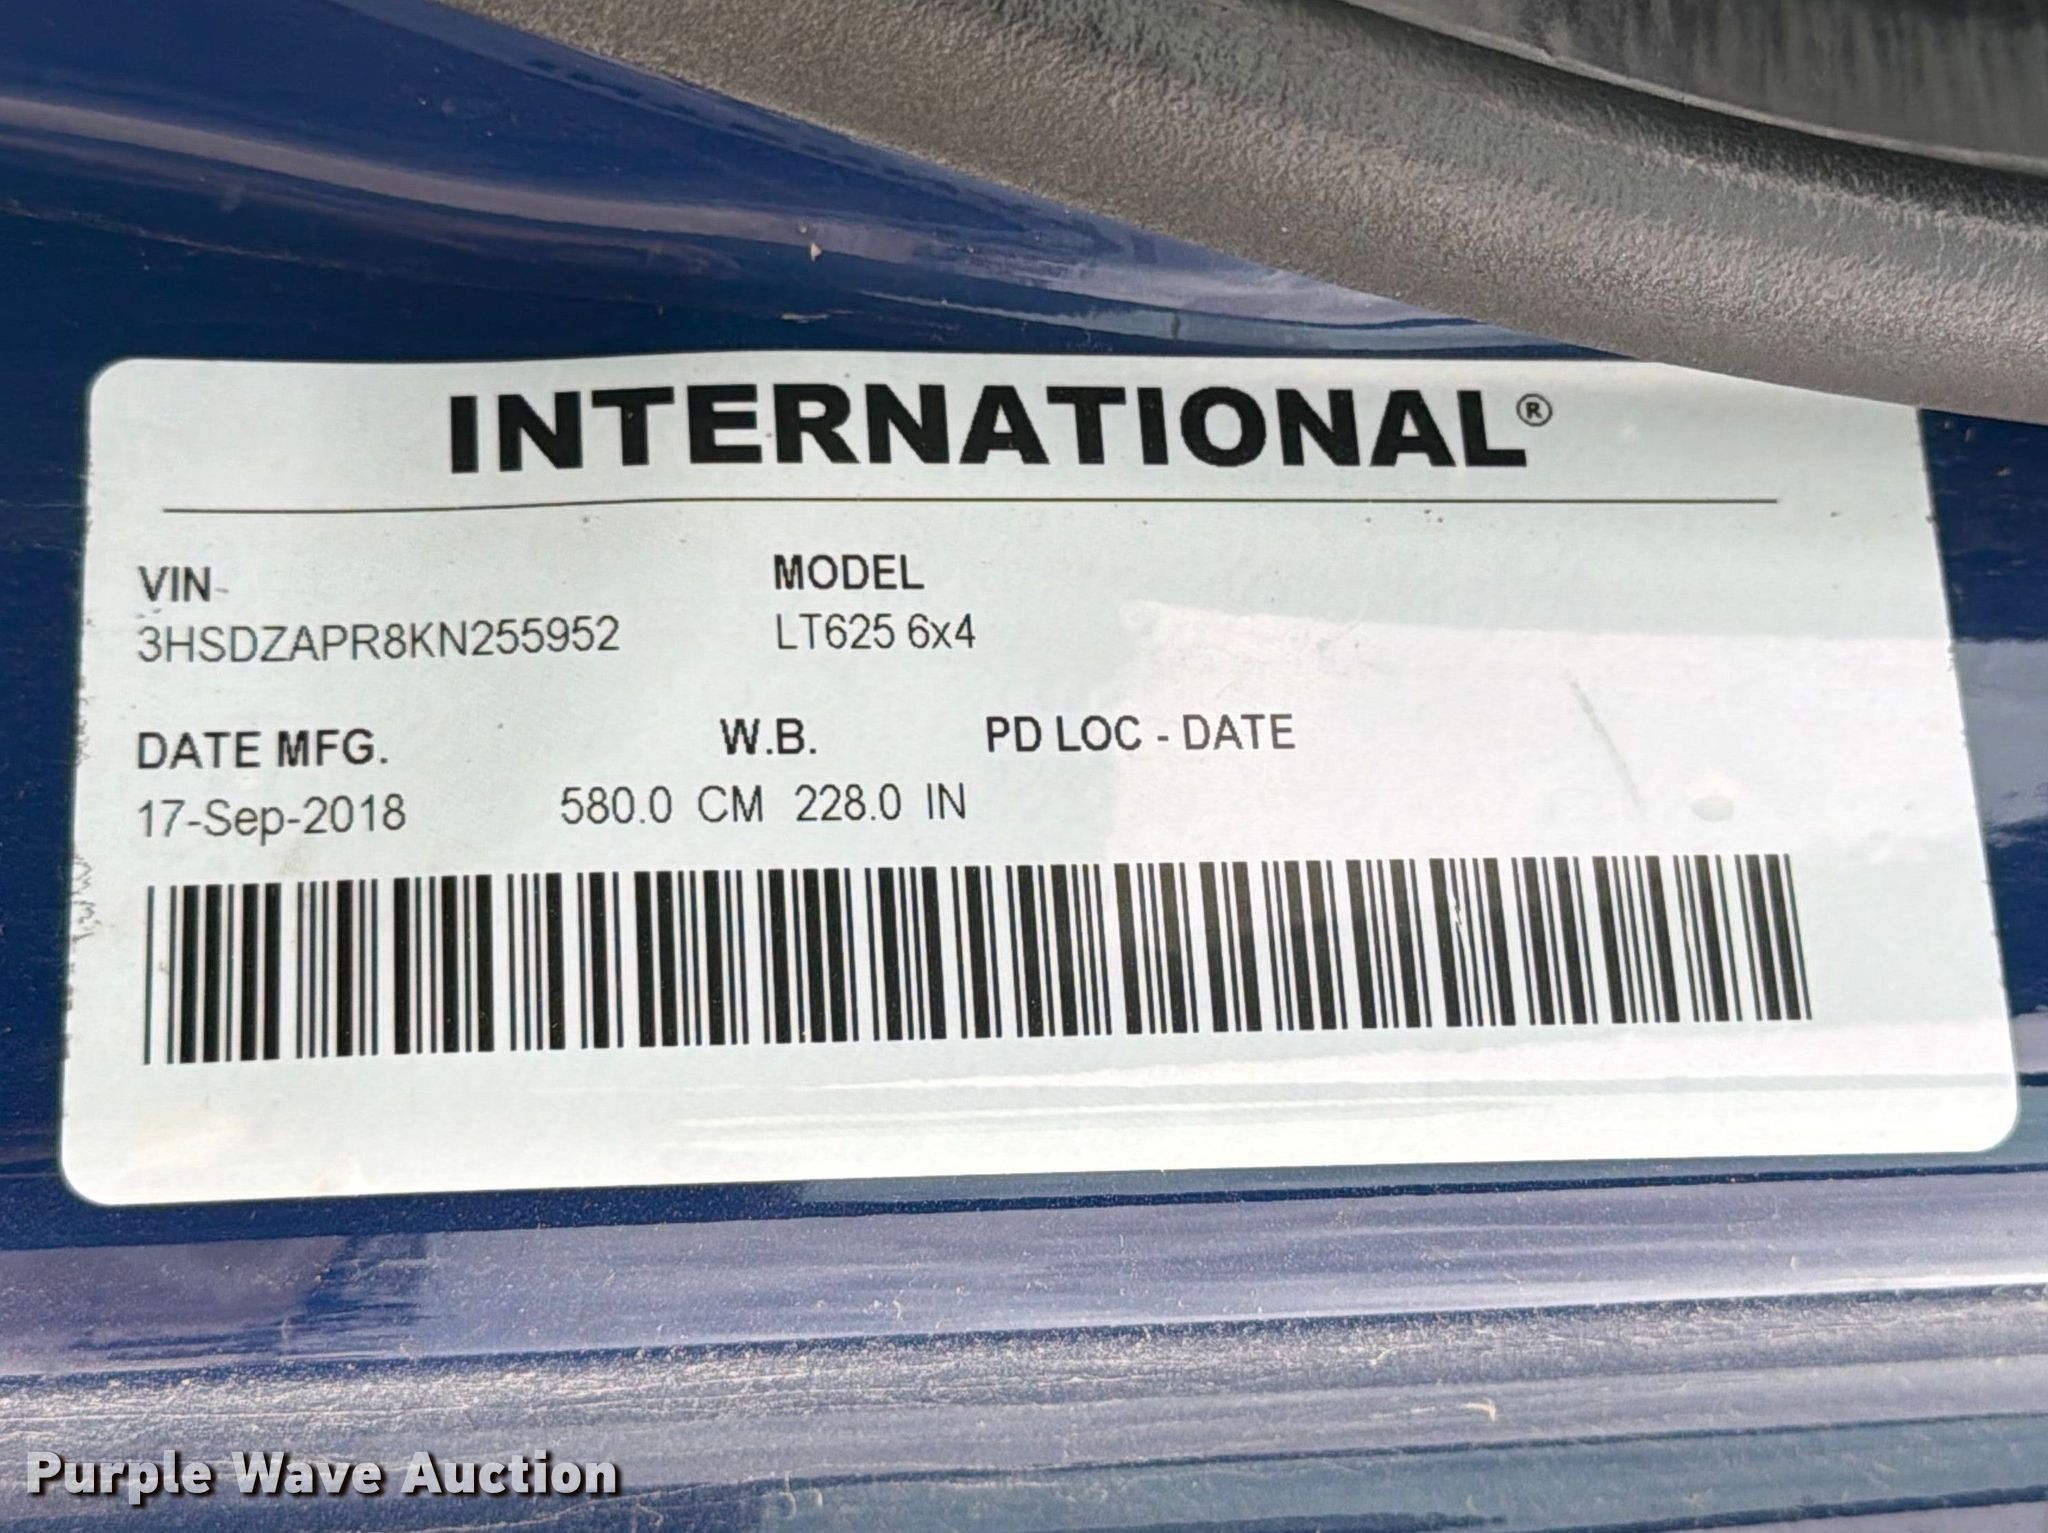 INTERNATIONAL®
VIN
MODEL
3HSDZAPR8KN255952
LT625 6x4
DATE MFG.
W.B.
PD LOC - DATE
17-Sep-2018
580.0 CM 228.0 IN
Purple Wave Auction